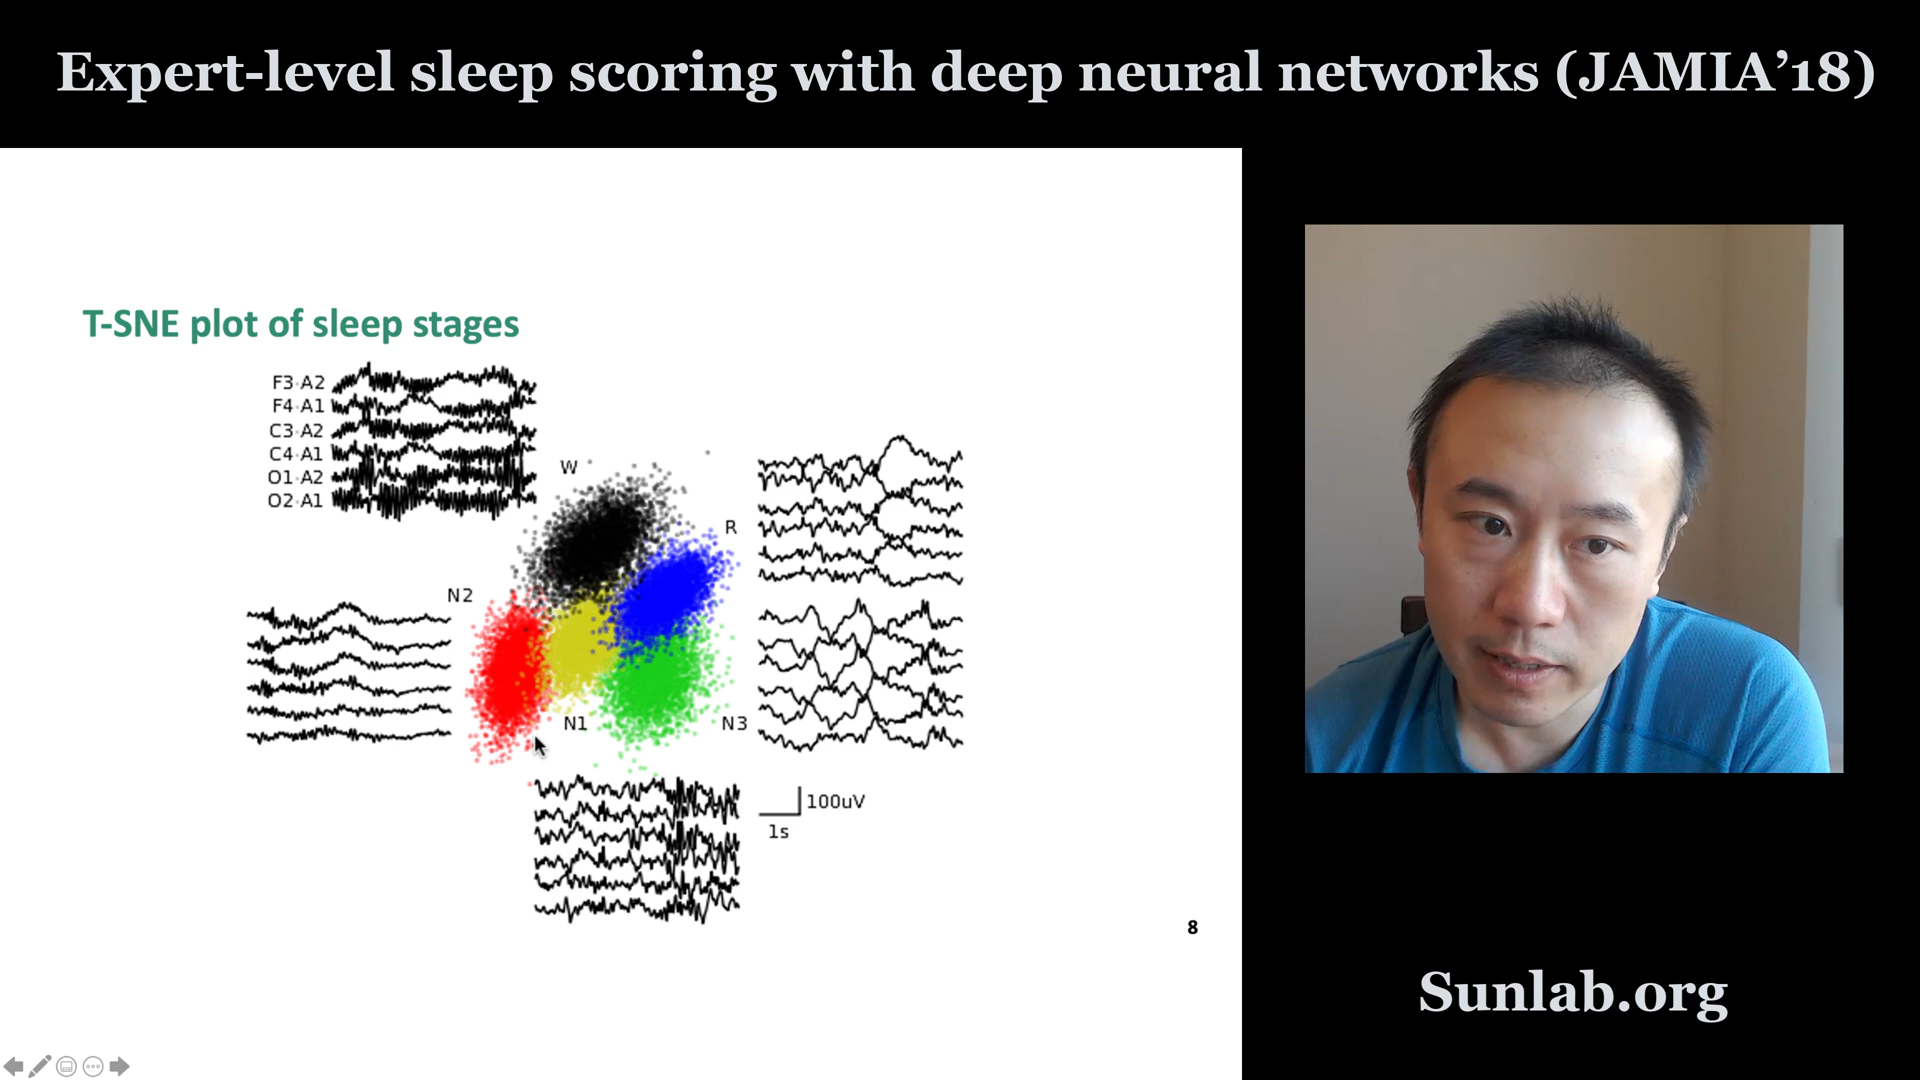 Expert-level sleep scoring with deep neural networks (JAMIA’18)
T-SNE plot of sleep stages
F3-A2
F4-A1
C3-A2
C4-A1
O1-A2
O2-A1
W
R
N2
N1
N3
100uV
1s
8
Sunlab.org